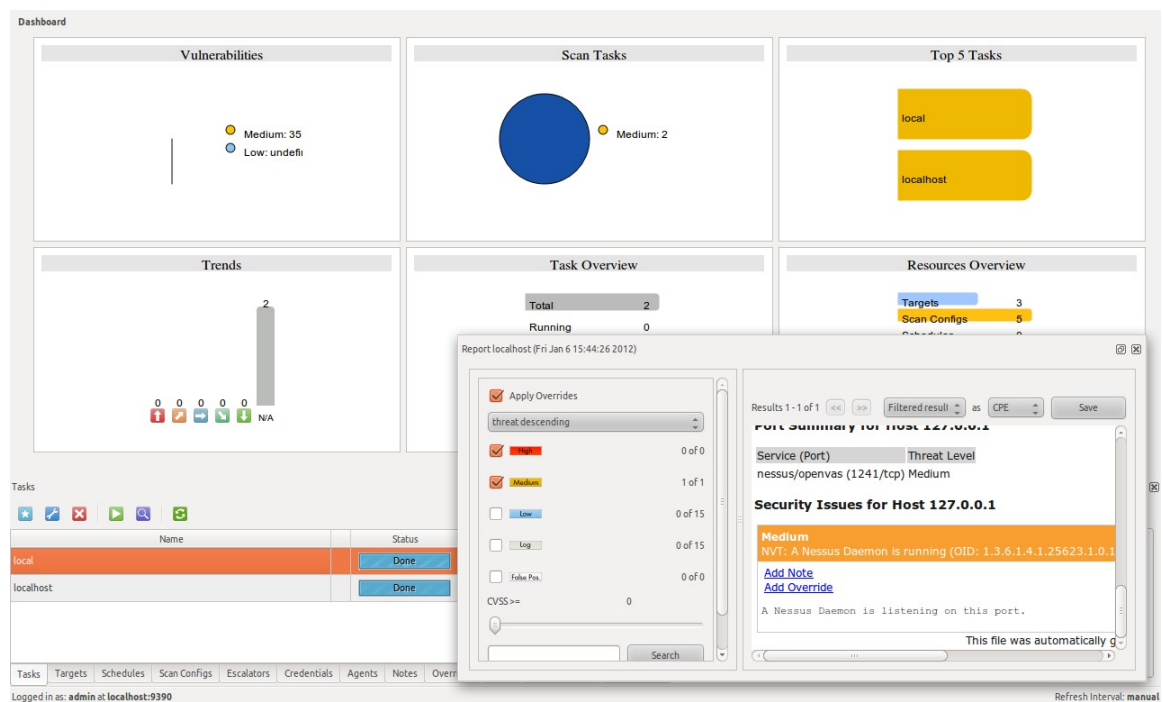 Dashboard
Vulnerabilities
Medium: 35
Low: undefi
Scan Tasks
Medium: 2
Top 5 Tasks
local
localhost
Trends
2
0 0 0 0 0 N/A
Task Overview
Total 2
Running 0
Resources Overview
Targets 3
Scan Configs 5
Report localhost (Fri Jan 6 15:44:26 2012)
Apply Overrides
threat descending
High 0 of 0
Medium 1 of 1
Low 0 of 15
Log 0 of 15
False Pos. 0 of 0
CVSS >= 0
Search
Results 1 - 1 of 1 << >> Filtered resul as CPE Save
Port Summary for Host 127.0.0.1
Service (Port) Threat Level
nessus/openvas (1241/tcp) Medium
Security Issues for Host 127.0.0.1
Medium
NVT: A Nessus Daemon is running (OID: 1.3.6.1.4.1.25623.1.0.1
Add Note
Add Override
A Nessus Daemon is listening on this port.
This file was automatically g
Tasks
Name Status
local Done
localhost Done
Tasks Targets Schedules Scan Configs Escalators Credentials Agents Notes Overr
Logged in as: admin at localhost:9390
Refresh Interval: manual